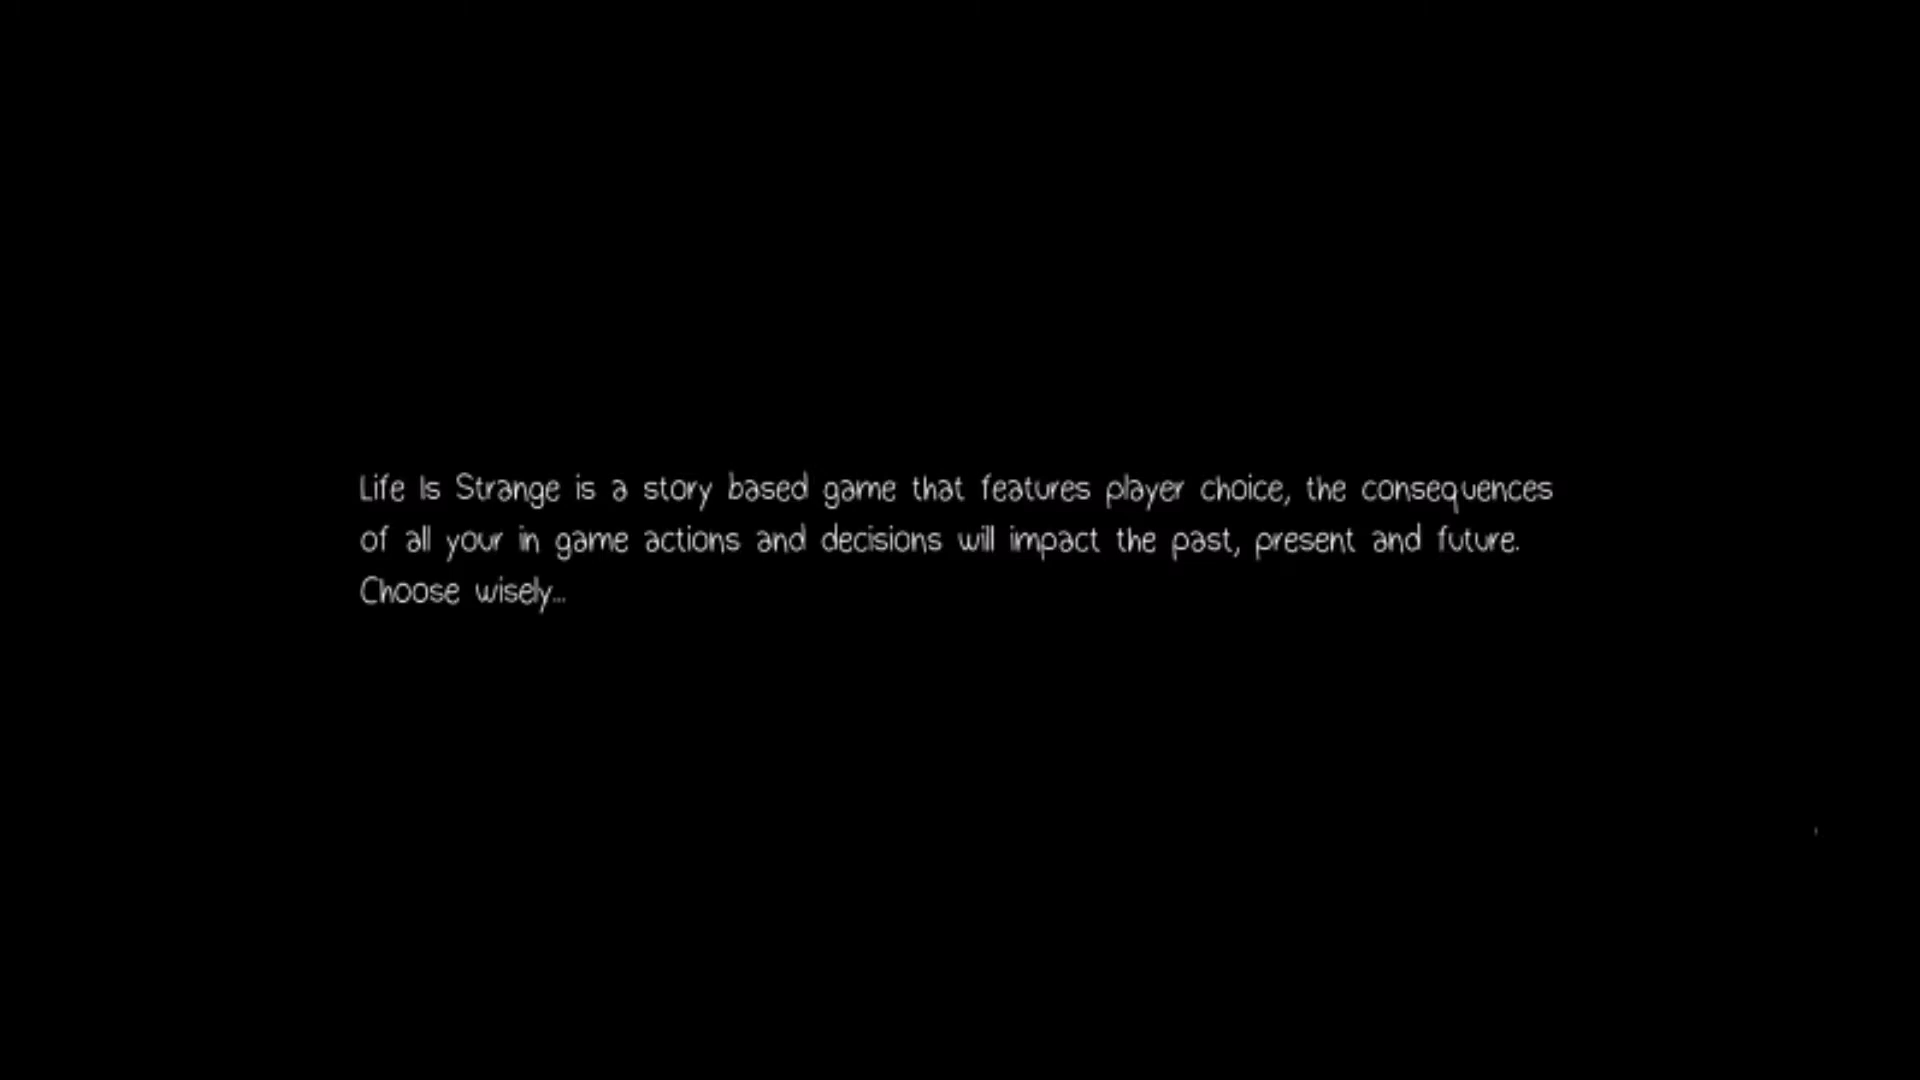 Life Is Strange is a story based game that features player choice, the consequences
of all your in game actions and decisions will impact the past, present and future.
Choose wisely...